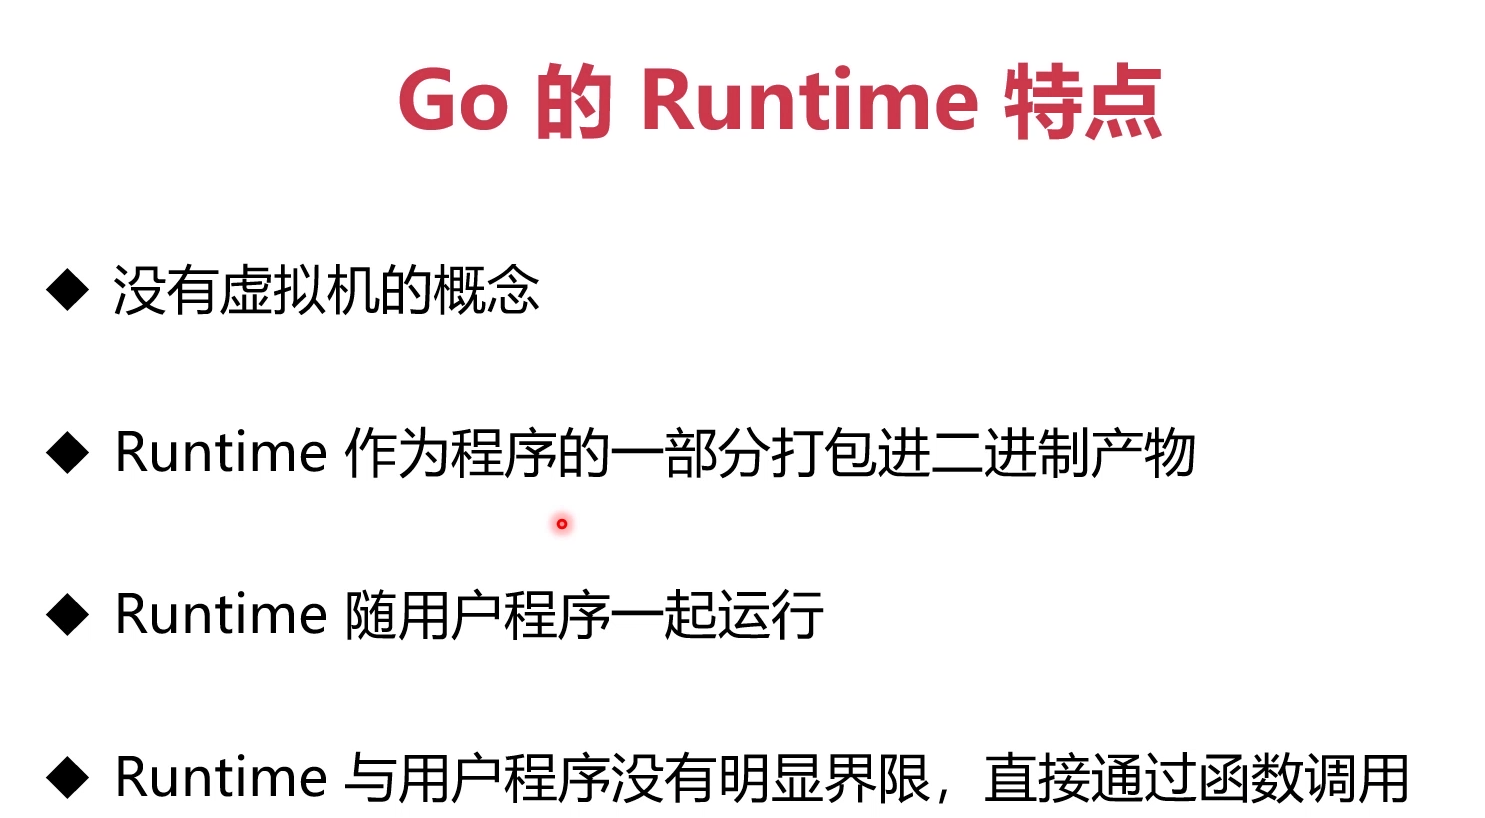 Go 的 Runtime 特点
◆ 没有虚拟机的概念
◆ Runtime 作为程序的一部分打包进二进制产物
◆ Runtime 随用户程序一起运行
◆ Runtime 与用户程序没有明显界限，直接通过函数调用